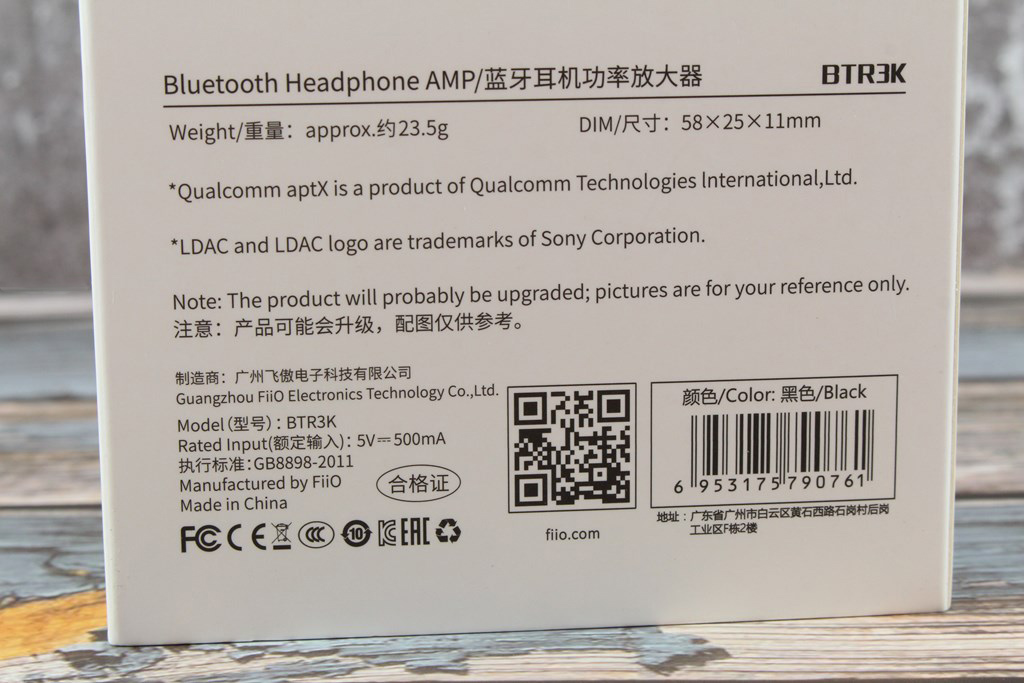 Bluetooth Headphone AMP/蓝牙耳机功率放大器 BTR3K
Weight/重量：approx.约23.5g DIM/尺寸：58×25×11mm
*Qualcomm aptX is a product of Qualcomm Technologies International,Ltd.
*LDAC and LDAC logo are trademarks of Sony Corporation.
Note: The product will probably be upgraded; pictures are for your reference only.
注意：产品可能会升级，配图仅供参考。
制造商：广州飞傲电子科技有限公司
Guangzhou FiiO Electronics Technology Co.,Ltd.
Model(型号)：BTR3K
Rated Input(额定输入)：5V⎓500mA
执行标准:GB8898-2011
Manufactured by FiiO
Made in China
合格证
FC CE CCC 10 EAC
fiio.com
颜色/Color: 黑色/Black
6 953175 790761
地址：广东省广州市白云区黄石西路石岗村后岗
工业区F栋2楼